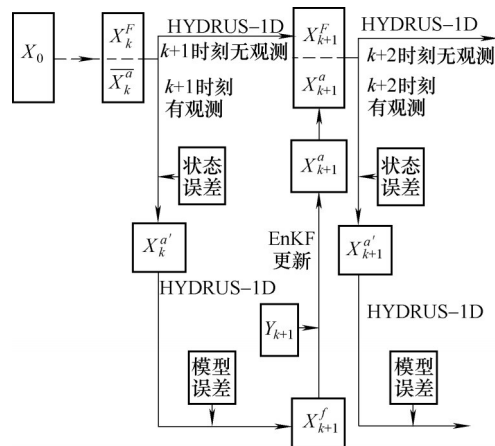 X_0
X_k^F
\overline{X_k^a}
HYDRUS–1D
k+1时刻无观测
k+1时刻
有观测
X_{k+1}^F
X_{k+1}^a
HYDRUS–1D
k+2时刻无观测
k+2时刻
有观测
状态
误差
X_{k+1}^a
状态
误差
X_k^{a'}
EnKF
更新
X_{k+1}^{a'}
HYDRUS–1D
HYDRUS–1D
Y_{k+1}
模型
误差
模型
误差
X_{k+1}^f